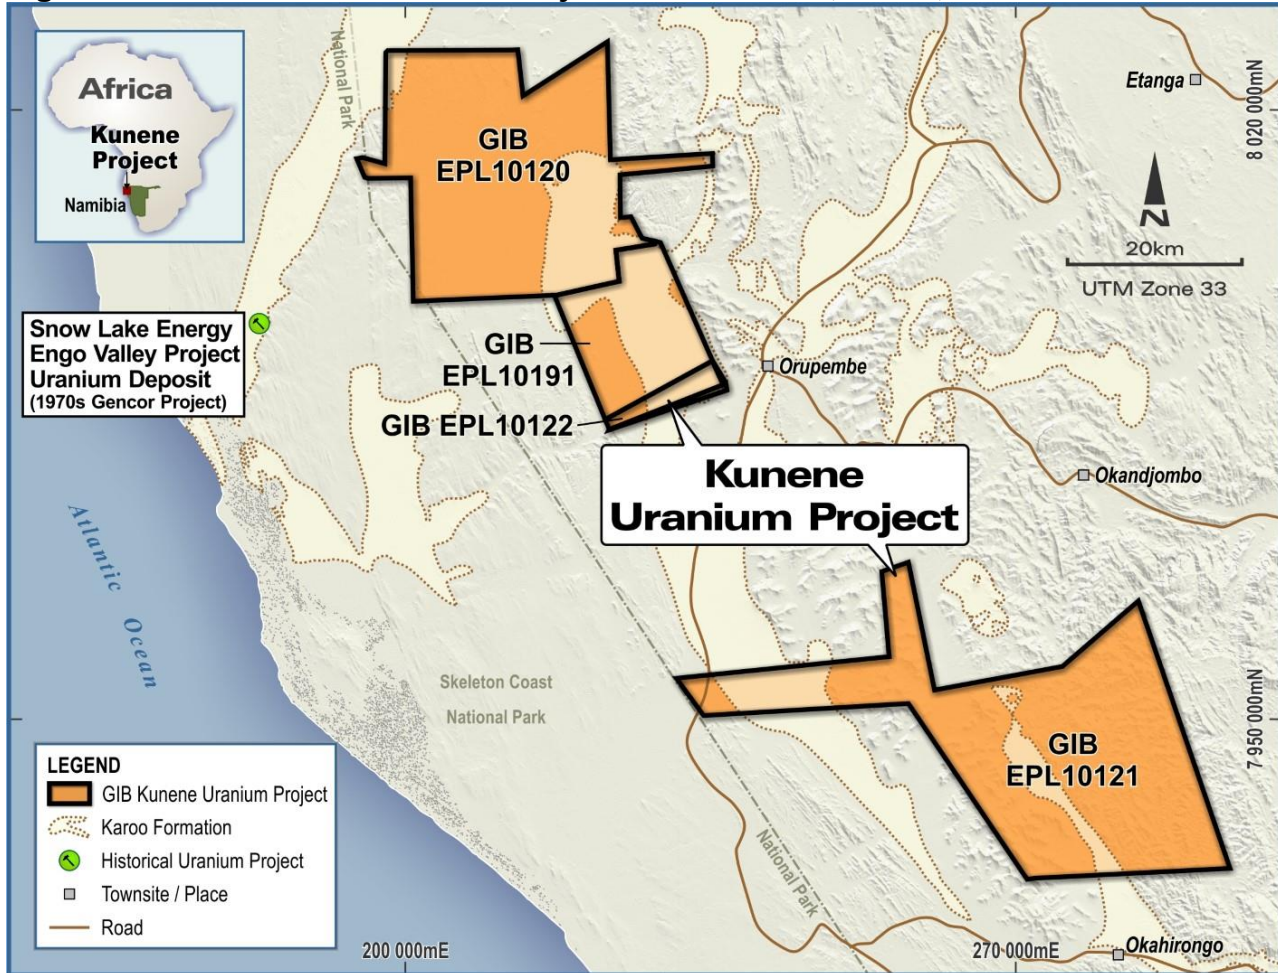 Africa
Kunene
Project
Namibia
National Park
GIB
EPL10120
Etanga
8 020 000mN
N
20km
UTM Zone 33
Snow Lake Energy
Engo Valley Project
Uranium Deposit
(1970s Gencor Project)
GIB
EPL10191
GIB EPL10122
Orupembe
Kunene
Uranium Project
Okandjombo
Atlantic
Ocean
Skeleton Coast
National Park
GIB
EPL10121
7 950 000mN
LEGEND
GIB Kunene Uranium Project
Karoo Formation
Historical Uranium Project
Townsite / Place
Road
National Park
200 000mE
270 000mE
Okahirongo